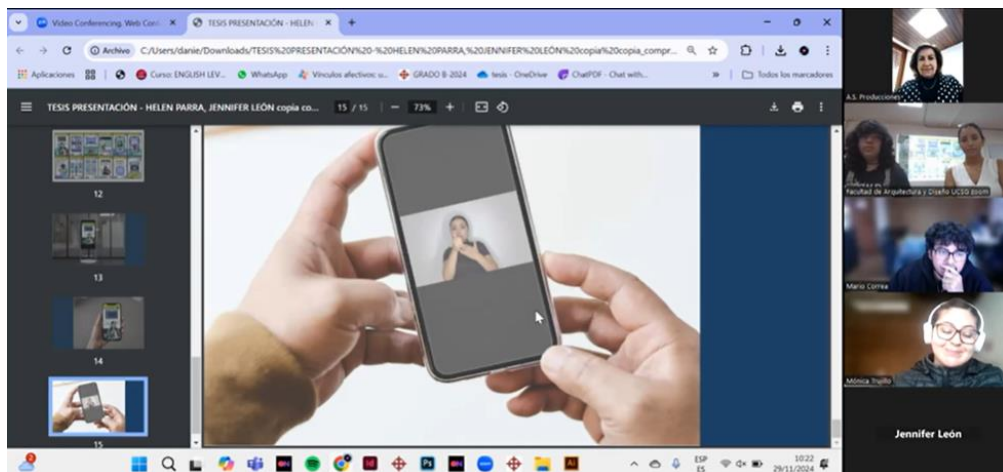 Video Conferencing, Web Con...
TESIS PRESENTACIÓN - HELEN
Archivo C:/Users/danie/Downloads/TESIS%20PRESENTACIÓN%20-%20HELEN%20PARRA,%20JENNIFER%20LEÓN%20copia%20copia_compr...
Aplicaciones
Curso: ENGLISH LEV...
WhatsApp
Vínculos afectivos: u...
GRADO B-2024
tesis - OneDrive
ChatPDF - Chat with...
Todos los marcadores
TESIS PRESENTACIÓN - HELEN PARRA, JENNIFER LEÓN copia co...
15 / 15
73%
12
13
14
15
A.S. Producciones
Facultad de Arquitectura y Diseño UCSG zoom
Mario Correa
Mónica Trujillo
Jennifer León
2
ESP
ES
10:22
29/11/2024